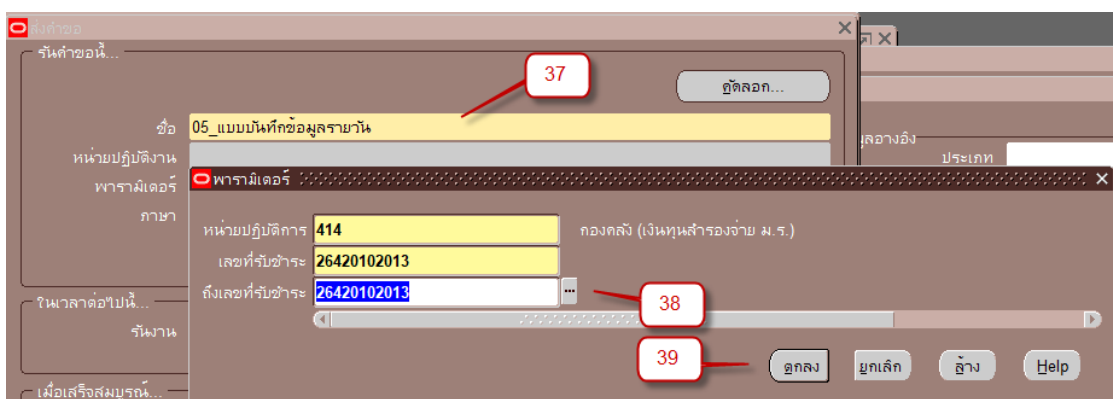 ส่งคำขอ
รันคำขอนี้...
37
คัดลอก...
ชื่อ 05_แบบบันทึกข้อมูลรายวัน
หน่วยปฏิบัติงาน
ประเภท
พารามิเตอร์
พารามิเตอร์
ภาษา
หน่วยปฏิบัติการ 414 กองคลัง (เงินทุนสำรองจ่าย ม.ร.)
เลขที่รับชำระ 26420102013
ถึงเลขที่รับชำระ 26420102013 ...
38
ในเวลาต่อไปนี้...
รันงาน
39
ตกลง ยกเลิก ล้าง Help
เมื่อเสร็จสมบูรณ์...